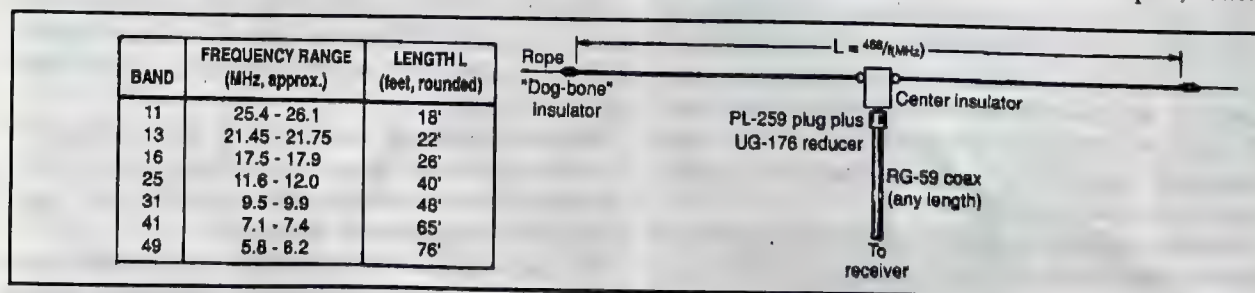 BAND FREQUENCY RANGE (MHz, approx.) LENGTH L (feet, rounded)
11 25.4 - 26.1 18'
13 21.45 - 21.75 22'
16 17.5 - 17.9 26'
25 11.6 - 12.0 40'
31 9.5 - 9.9 48'
41 7.1 - 7.4 65'
49 5.8 - 6.2 76'
L = 468/f(MHz)
Rope
"Dog-bone"
insulator
Center insulator
PL-259 plug plus
UG-176 reducer
RG-59 coax
(any length)
To
receiver